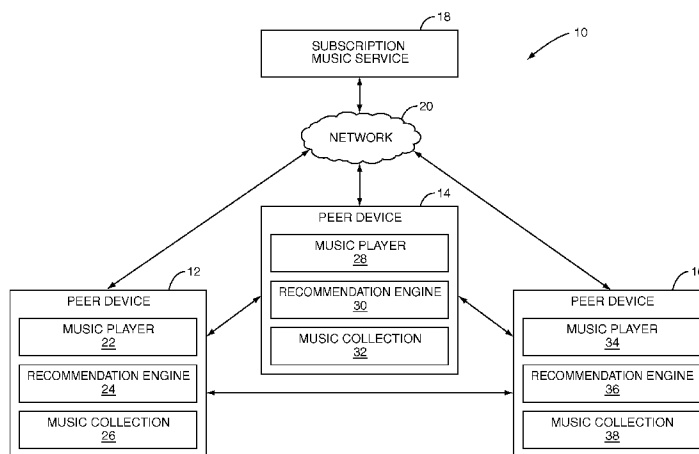 18
SUBSCRIPTION
MUSIC SERVICE
10
20
NETWORK
14
PEER DEVICE
MUSIC PLAYER
28
RECOMMENDATION ENGINE
30
MUSIC COLLECTION
32
12
PEER DEVICE
MUSIC PLAYER
22
RECOMMENDATION ENGINE
24
MUSIC COLLECTION
26
PEER DEVICE
MUSIC PLAYER
34
RECOMMENDATION ENGINE
36
MUSIC COLLECTION
38